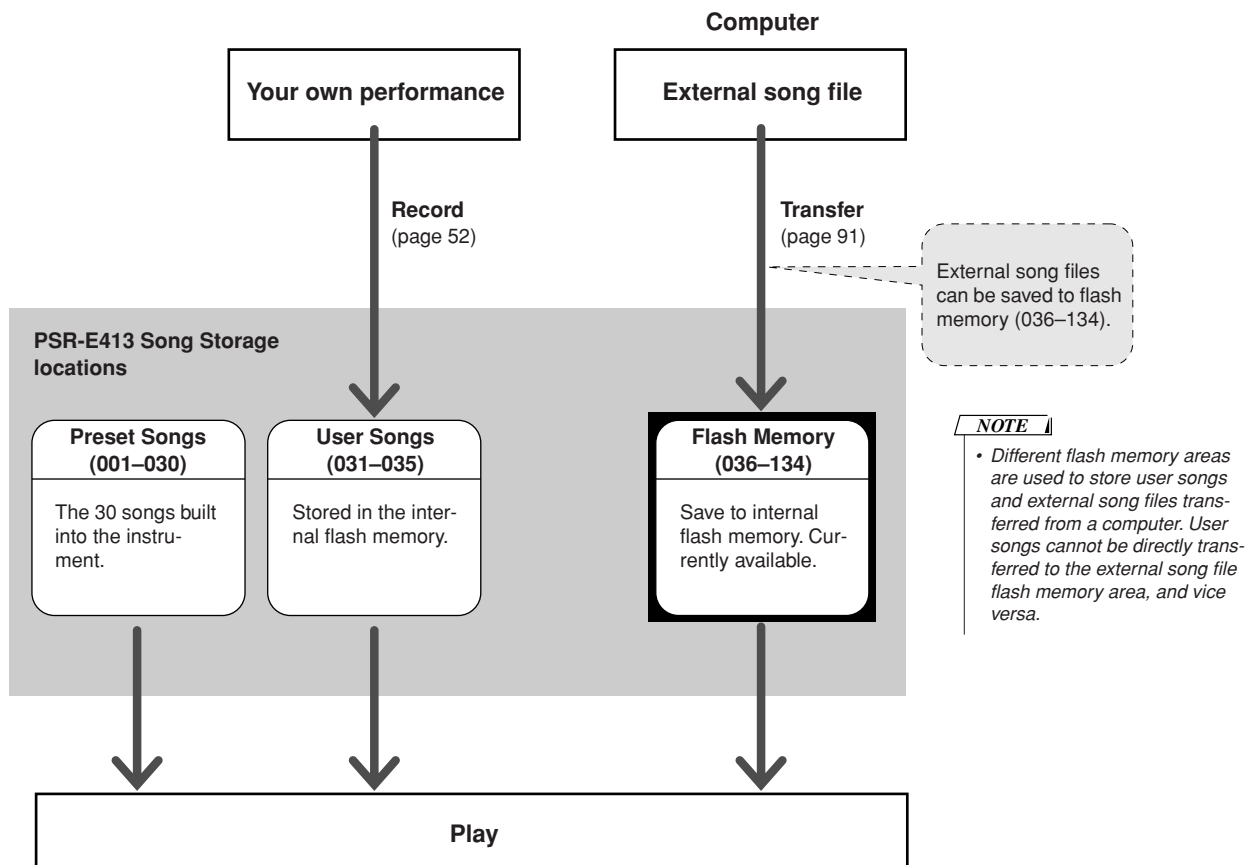 Computer
Your own performance
External song file
Record
(page 52)
Transfer
(page 91)
External song files
can be saved to flash
memory (036–134).
PSR-E413 Song Storage
locations
Preset Songs
(001–030)
The 30 songs built
into the instru-
ment.
User Songs
(031–035)
Stored in the inter-
nal flash memory.
Flash Memory
(036–134)
Save to internal
flash memory. Cur-
rently available.
NOTE
• Different flash memory areas
are used to store user songs
and external song files trans-
ferred from a computer. User
songs cannot be directly trans-
ferred to the external song file
flash memory area, and vice
versa.
Play